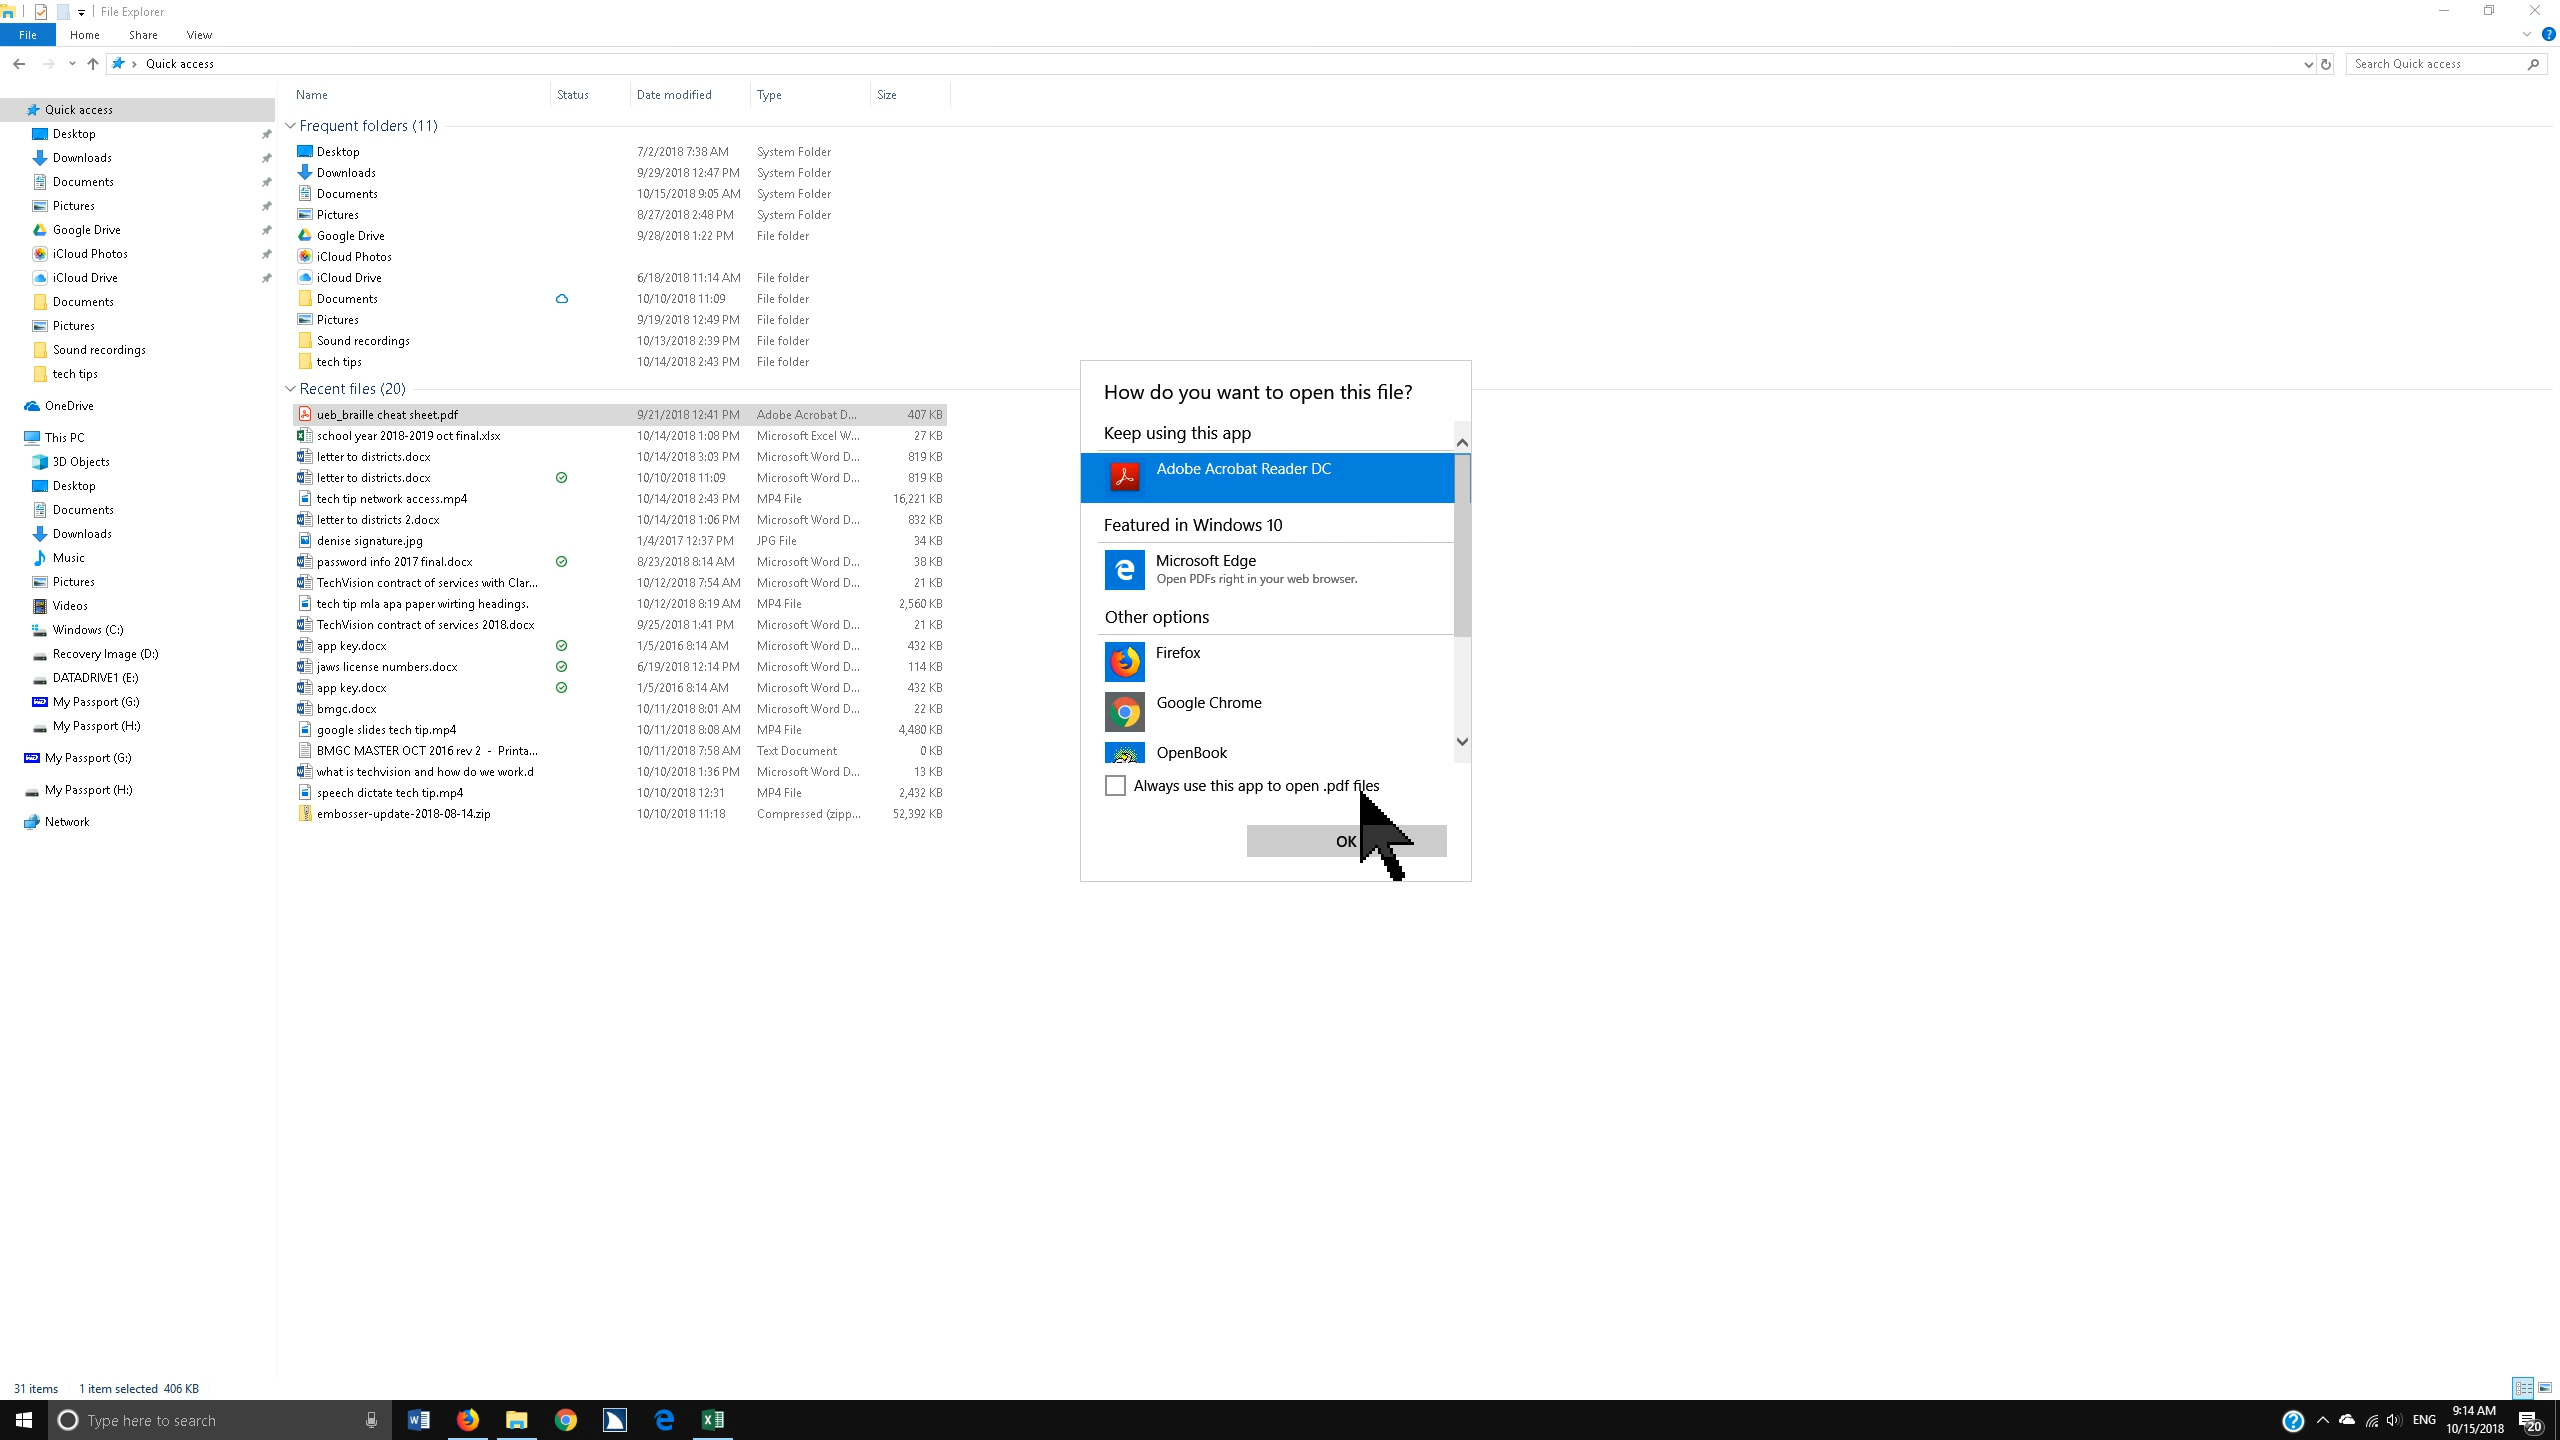 File Explorer
File Home Share View
Quick access Search Quick access
Name Status Date modified Type Size
Quick access
Desktop
Downloads
Documents
Pictures
Google Drive
iCloud Photos
iCloud Drive
Documents
Pictures
Sound recordings
tech tips
OneDrive
This PC
3D Objects
Desktop
Documents
Downloads
Music
Pictures
Videos
Windows (C:)
Recovery Image (D:)
DATADRIVE1 (E:)
My Passport (G:)
My Passport (H:)
My Passport (G:)
My Passport (H:)
Network
Frequent folders (11)
Desktop 7/2/2018 7:38 AM System Folder
Downloads 9/29/2018 12:47 PM System Folder
Documents 10/15/2018 9:05 AM System Folder
Pictures 8/27/2018 2:48 PM System Folder
Google Drive 9/28/2018 1:22 PM File folder
iCloud Photos
iCloud Drive 6/18/2018 11:14 AM File folder
Documents 10/10/2018 11:09 File folder
Pictures 9/19/2018 12:49 PM File folder
Sound recordings 10/13/2018 2:39 PM File folder
tech tips 10/14/2018 2:43 PM File folder
Recent files (20)
ueb_braille cheat sheet.pdf 9/21/2018 12:41 PM Adobe Acrobat D... 407 KB
school year 2018-2019 oct final.xlsx 10/14/2018 1:08 PM Microsoft Excel W... 27 KB
letter to districts.docx 10/14/2018 3:03 PM Microsoft Word D... 819 KB
letter to districts.docx 10/10/2018 11:09 Microsoft Word D... 819 KB
tech tip network access.mp4 10/14/2018 2:43 PM MP4 File 16,221 KB
letter to districts 2.docx 10/14/2018 1:06 PM Microsoft Word D... 832 KB
denise signature.jpg 1/4/2017 12:37 PM JPG File 34 KB
password info 2017 final.docx 8/23/2018 8:14 AM Microsoft Word D... 38 KB
TechVision contract of services with Clar... 10/12/2018 7:54 AM Microsoft Word D... 21 KB
tech tip mla apa paper wirting headings. 10/12/2018 8:19 AM MP4 File 2,560 KB
TechVision contract of services 2018.docx 9/25/2018 1:41 PM Microsoft Word D... 21 KB
app key.docx 1/5/2016 8:14 AM Microsoft Word D... 432 KB
jaws license numbers.docx 6/19/2018 12:14 PM Microsoft Word D... 114 KB
app key.docx 1/5/2016 8:14 AM Microsoft Word D... 432 KB
bmgc.docx 10/11/2018 8:01 AM Microsoft Word D... 22 KB
google slides tech tip.mp4 10/11/2018 8:08 AM MP4 File 4,480 KB
BMGC MASTER OCT 2016 rev 2 - Printa... 10/11/2018 7:58 AM Text Document 0 KB
what is techvision and how do we work.d 10/10/2018 1:36 PM Microsoft Word D... 13 KB
speech dictate tech tip.mp4 10/10/2018 12:31 MP4 File 2,432 KB
embosser-update-2018-08-14.zip 10/10/2018 11:18 Compressed (zipp... 52,392 KB
How do you want to open this file?
Keep using this app
Adobe Acrobat Reader DC
Featured in Windows 10
Microsoft Edge
Open PDFs right in your web browser.
Other options
Firefox
Google Chrome
OpenBook
Always use this app to open .pdf files
OK
31 items 1 item selected 406 KB
Type here to search
ENG
9:14 AM
10/15/2018
20